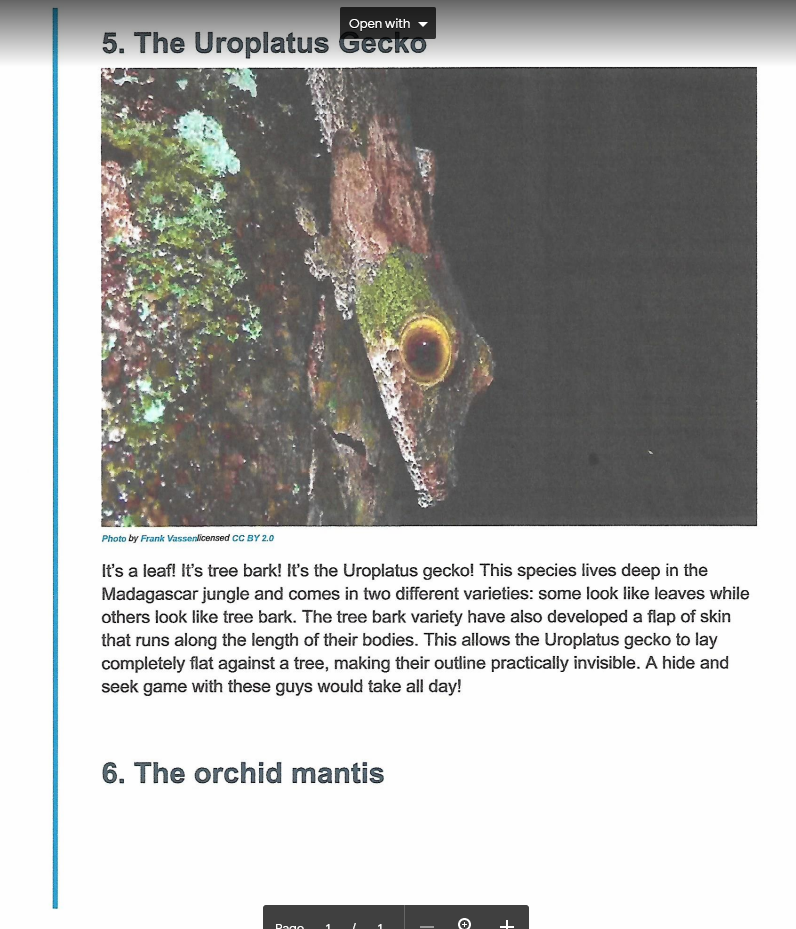 Open with
5. The Uroplatus Gecko
Photo by Frank Vassenlicensed CC BY 2.0
It's a leaf! It's tree bark! It's the Uroplatus gecko! This species lives deep in the
Madagascar jungle and comes in two different varieties: some look like leaves while
others look like tree bark. The tree bark variety have also developed a flap of skin
that runs along the length of their bodies. This allows the Uroplatus gecko to lay
completely flat against a tree, making their outline practically invisible. A hide and
seek game with these guys would take all day!
6. The orchid mantis
Page 1 / 1